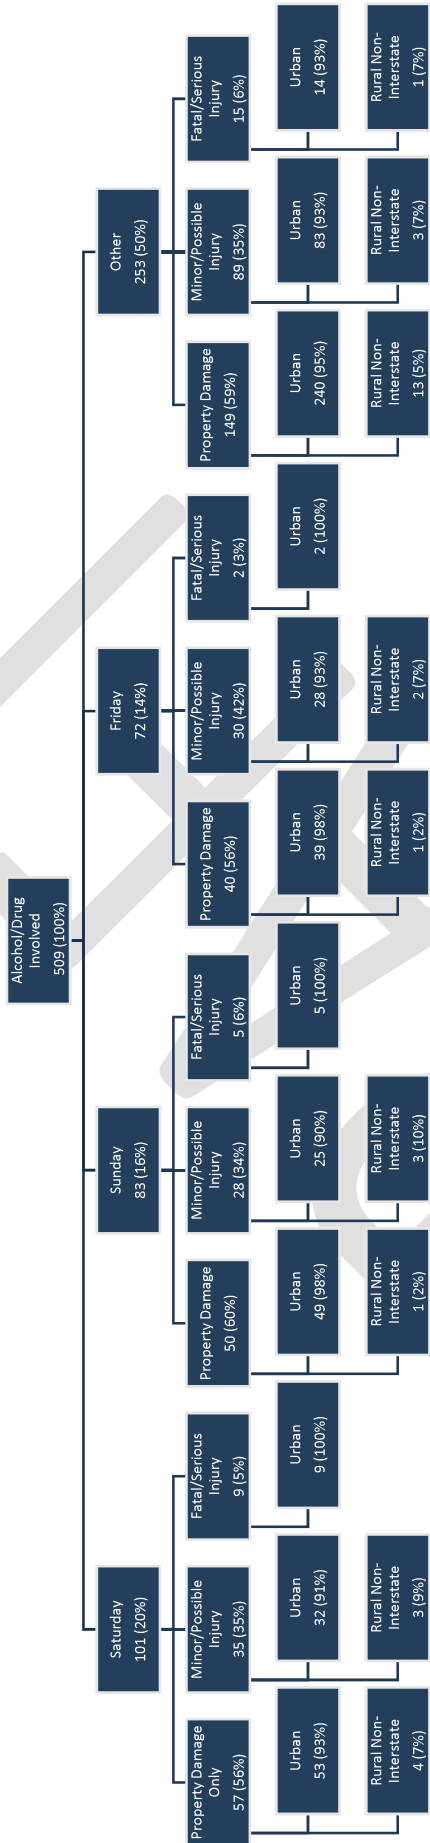 Alcohol/Drug
Involved
509 (100%)
Saturday
101 (20%)
Property Damage
Only
57 (56%)
Urban
53 (93%)
Rural Non-
Interstate
4 (7%)
Minor/Possible
Injury
35 (35%)
Urban
32 (91%)
Rural Non-
Interstate
3 (9%)
Fatal/Serious
Injury
9 (5%)
Urban
9 (100%)
Sunday
83 (16%)
Property Damage
50 (60%)
Urban
49 (98%)
Rural Non-
Interstate
1 (2%)
Minor/Possible
Injury
28 (34%)
Urban
25 (90%)
Rural Non-
Interstate
3 (10%)
Fatal/Serious
Injury
5 (6%)
Urban
5 (100%)
Friday
72 (14%)
Property Damage
40 (56%)
Urban
39 (98%)
Rural Non-
Interstate
1 (2%)
Minor/Possible
Injury
30 (42%)
Urban
28 (93%)
Rural Non-
Interstate
2 (7%)
Fatal/Serious
Injury
2 (3%)
Urban
2 (100%)
Other
253 (50%)
Property Damage
149 (59%)
Urban
240 (95%)
Rural Non-
Interstate
13 (5%)
Minor/Possible
Injury
89 (35%)
Urban
83 (93%)
Rural Non-
Interstate
3 (7%)
Fatal/Serious
Injury
15 (6%)
Urban
14 (93%)
Rural Non-
Interstate
1 (7%)